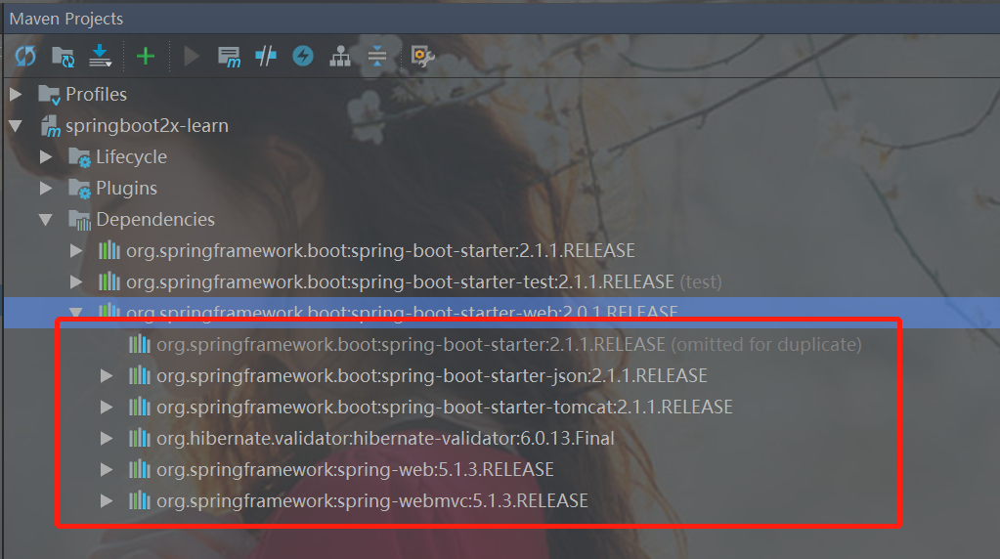 Maven Projects
Profiles
springboot2x-learn
Lifecycle
Plugins
Dependencies
org.springframework.boot:spring-boot-starter:2.1.1.RELEASE
org.springframework.boot:spring-boot-starter-test:2.1.1.RELEASE (test)
org.springframework.boot:spring-boot-starter-web:2.0.1.RELEASE
org.springframework.boot:spring-boot-starter:2.1.1.RELEASE (omitted for duplicate)
org.springframework.boot:spring-boot-starter-json:2.1.1.RELEASE
org.springframework.boot:spring-boot-starter-tomcat:2.1.1.RELEASE
org.hibernate.validator:hibernate-validator:6.0.13.Final
org.springframework:spring-web:5.1.3.RELEASE
org.springframework:spring-webmvc:5.1.3.RELEASE